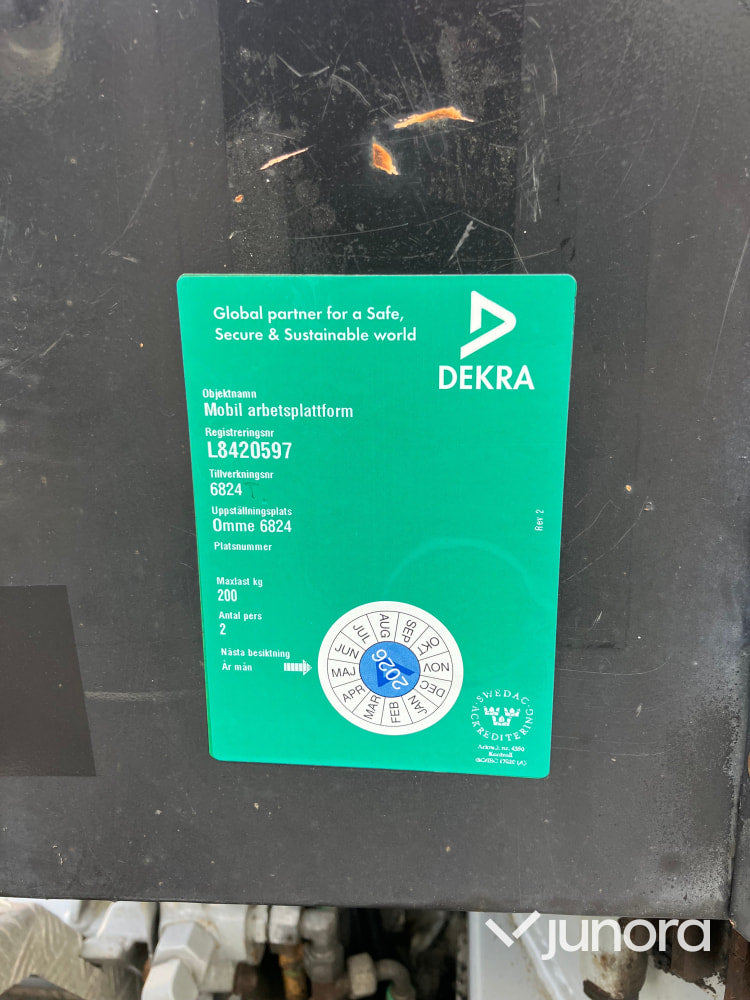 Global partner for a Safe,
Secure & Sustainable world
DEKRA
Objektnamn
Mobil arbetsplattform
Registreringsnr
L8420597
Tillverkningsnr
6824 T.
Uppställningsplats
Omme 6824
Platsnummer
Rev 2
Maxlast kg
200
Antal pers
2
Nästa besiktning
År mån
JAN
FEB
MAR
APR
MAJ
JUN
JUL
AUG
SEP
OKT
NOV
DEC
2026
SWEDAC
ACKREDITERING
Kontroll
junora